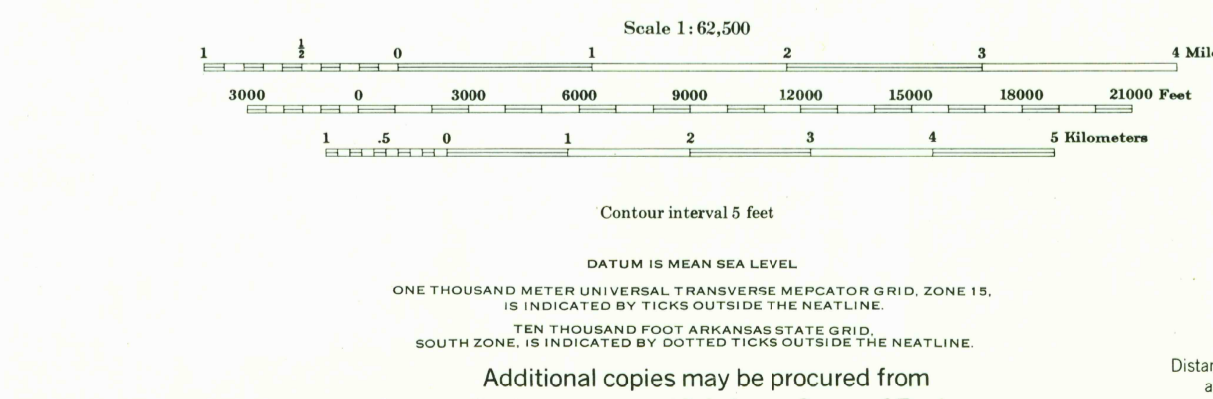 Scale 1:62,500
1 ½ 0 1 2 3 4
3000 0 3000 6000 9000 12000 15000 18000 21000 Feet
1 .5 0 1 2 3 4 5 Kilometers
Contour interval 5 feet
DATUM IS MEAN SEA LEVEL
ONE THOUSAND METER UNIVERSAL TRANSVERSE MEPCATOR GRID, ZONE 15,
IS INDICATED BY TICKS OUTSIDE THE NEATLINE.
TEN THOUSAND FOOT ARKANSAS STATE GRID,
SOUTH ZONE, IS INDICATED BY DOTTED TICKS OUTSIDE THE NEATLINE.
Additional copies may be procured from